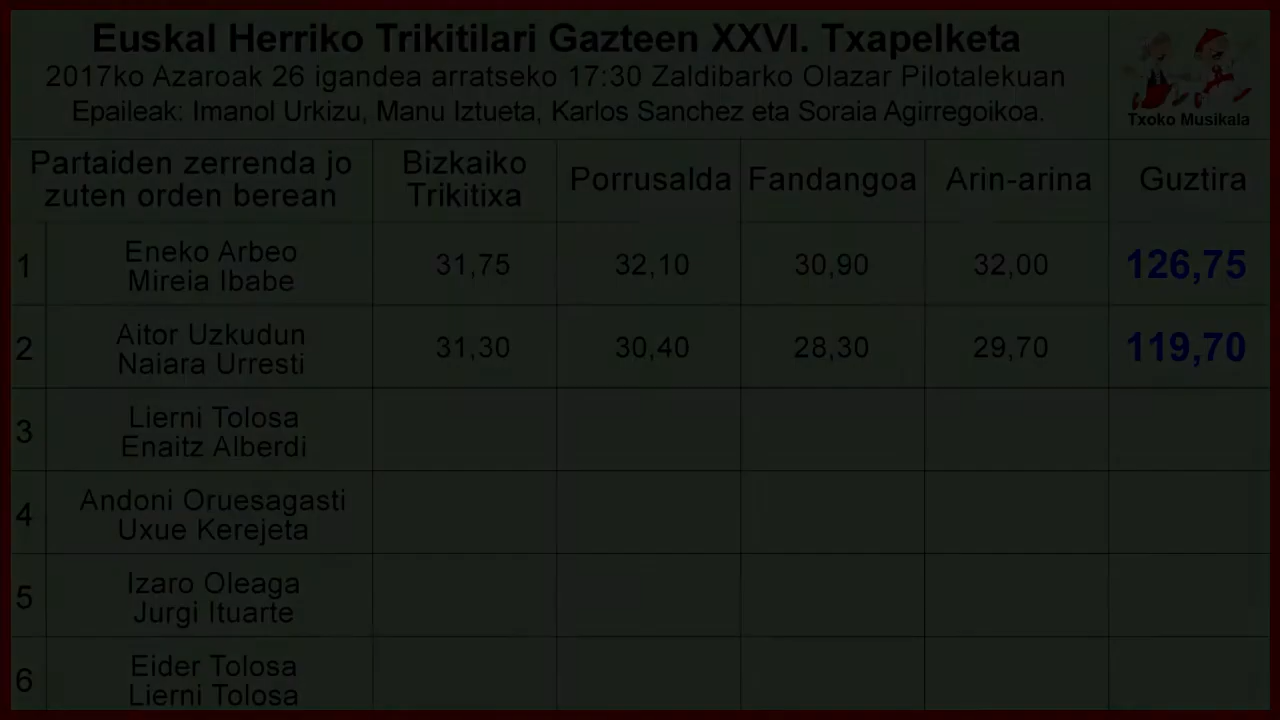 Euskal Herriko Trikitilari Gazteen XXVI. Txapelketa
2017ko Azaroak 26 igandea arratseko 17:30 Zaldibarko Olazar Pilotalekuan
Epaileak: Imanol Urkizu, Manu Iztueta, Karlos Sanchez eta Soraia Agirregoikoa.
Txoko Musikala
Partaiden zerrenda jo
zuten orden berean
Bizkaiko
Trikitixa
Porrusalda
Fandangoa
Arin-arina
Guztira
1
Eneko Arbeo
Mireia Ibabe
31,75
32,10
30,90
32,00
126,75
2
Aitor Uzkudun
Naiara Urresti
31,30
30,40
28,30
29,70
119,70
3
Lierni Tolosa
Enaitz Alberdi
4
Andoni Oruesagasti
Uxue Kerejeta
5
Izaro Oleaga
Jurgi Ituarte
6
Eider Tolosa
Lierni Tolosa